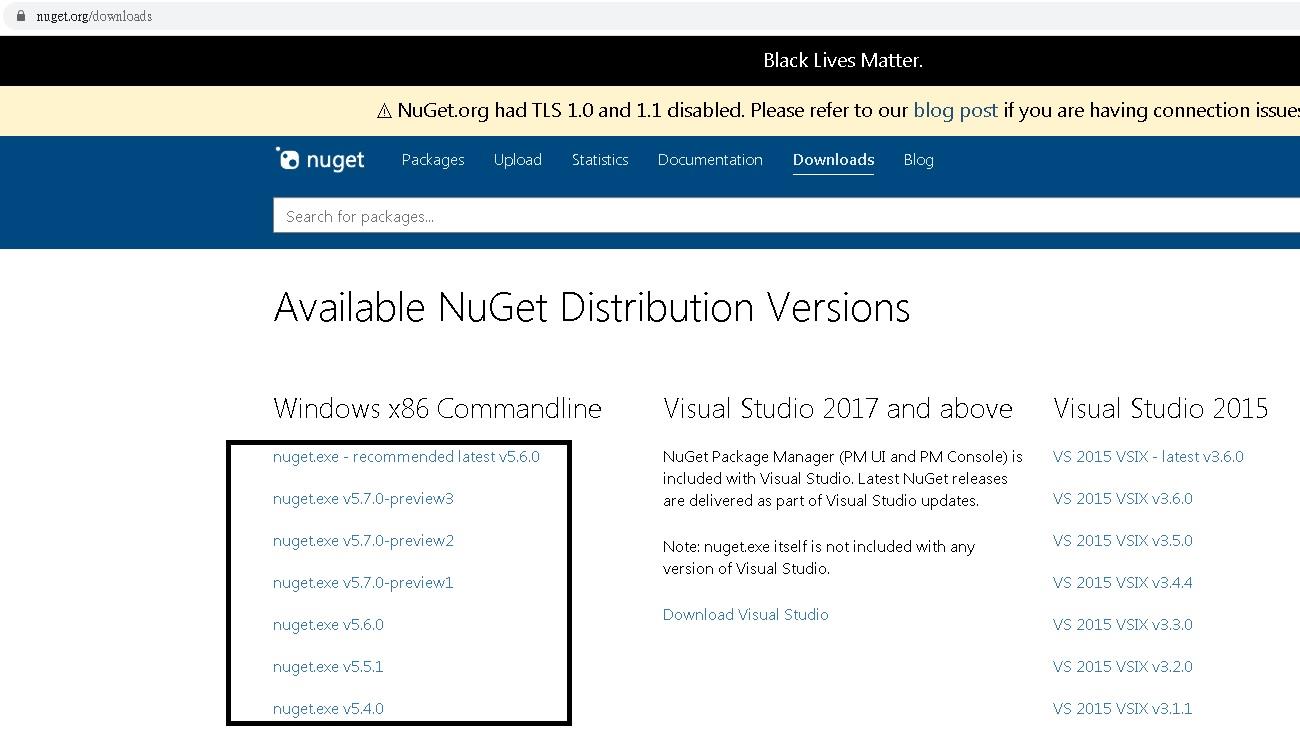 nuget.org/downloads
Black Lives Matter.
⚠ NuGet.org had TLS 1.0 and 1.1 disabled. Please refer to our blog post if you are having connection issues
nuget Packages Upload Statistics Documentation Downloads Blog
Search for packages...
Available NuGet Distribution Versions
Windows x86 Commandline
nuget.exe - recommended latest v5.6.0
nuget.exe v5.7.0-preview3
nuget.exe v5.7.0-preview2
nuget.exe v5.7.0-preview1
nuget.exe v5.6.0
nuget.exe v5.5.1
nuget.exe v5.4.0
Visual Studio 2017 and above
NuGet Package Manager (PM UI and PM Console) is
included with Visual Studio. Latest NuGet releases
are delivered as part of Visual Studio updates.
Note: nuget.exe itself is not included with any
version of Visual Studio.
Download Visual Studio
Visual Studio 2015
VS 2015 VSIX - latest v3.6.0
VS 2015 VSIX v3.6.0
VS 2015 VSIX v3.5.0
VS 2015 VSIX v3.4.4
VS 2015 VSIX v3.3.0
VS 2015 VSIX v3.2.0
VS 2015 VSIX v3.1.1